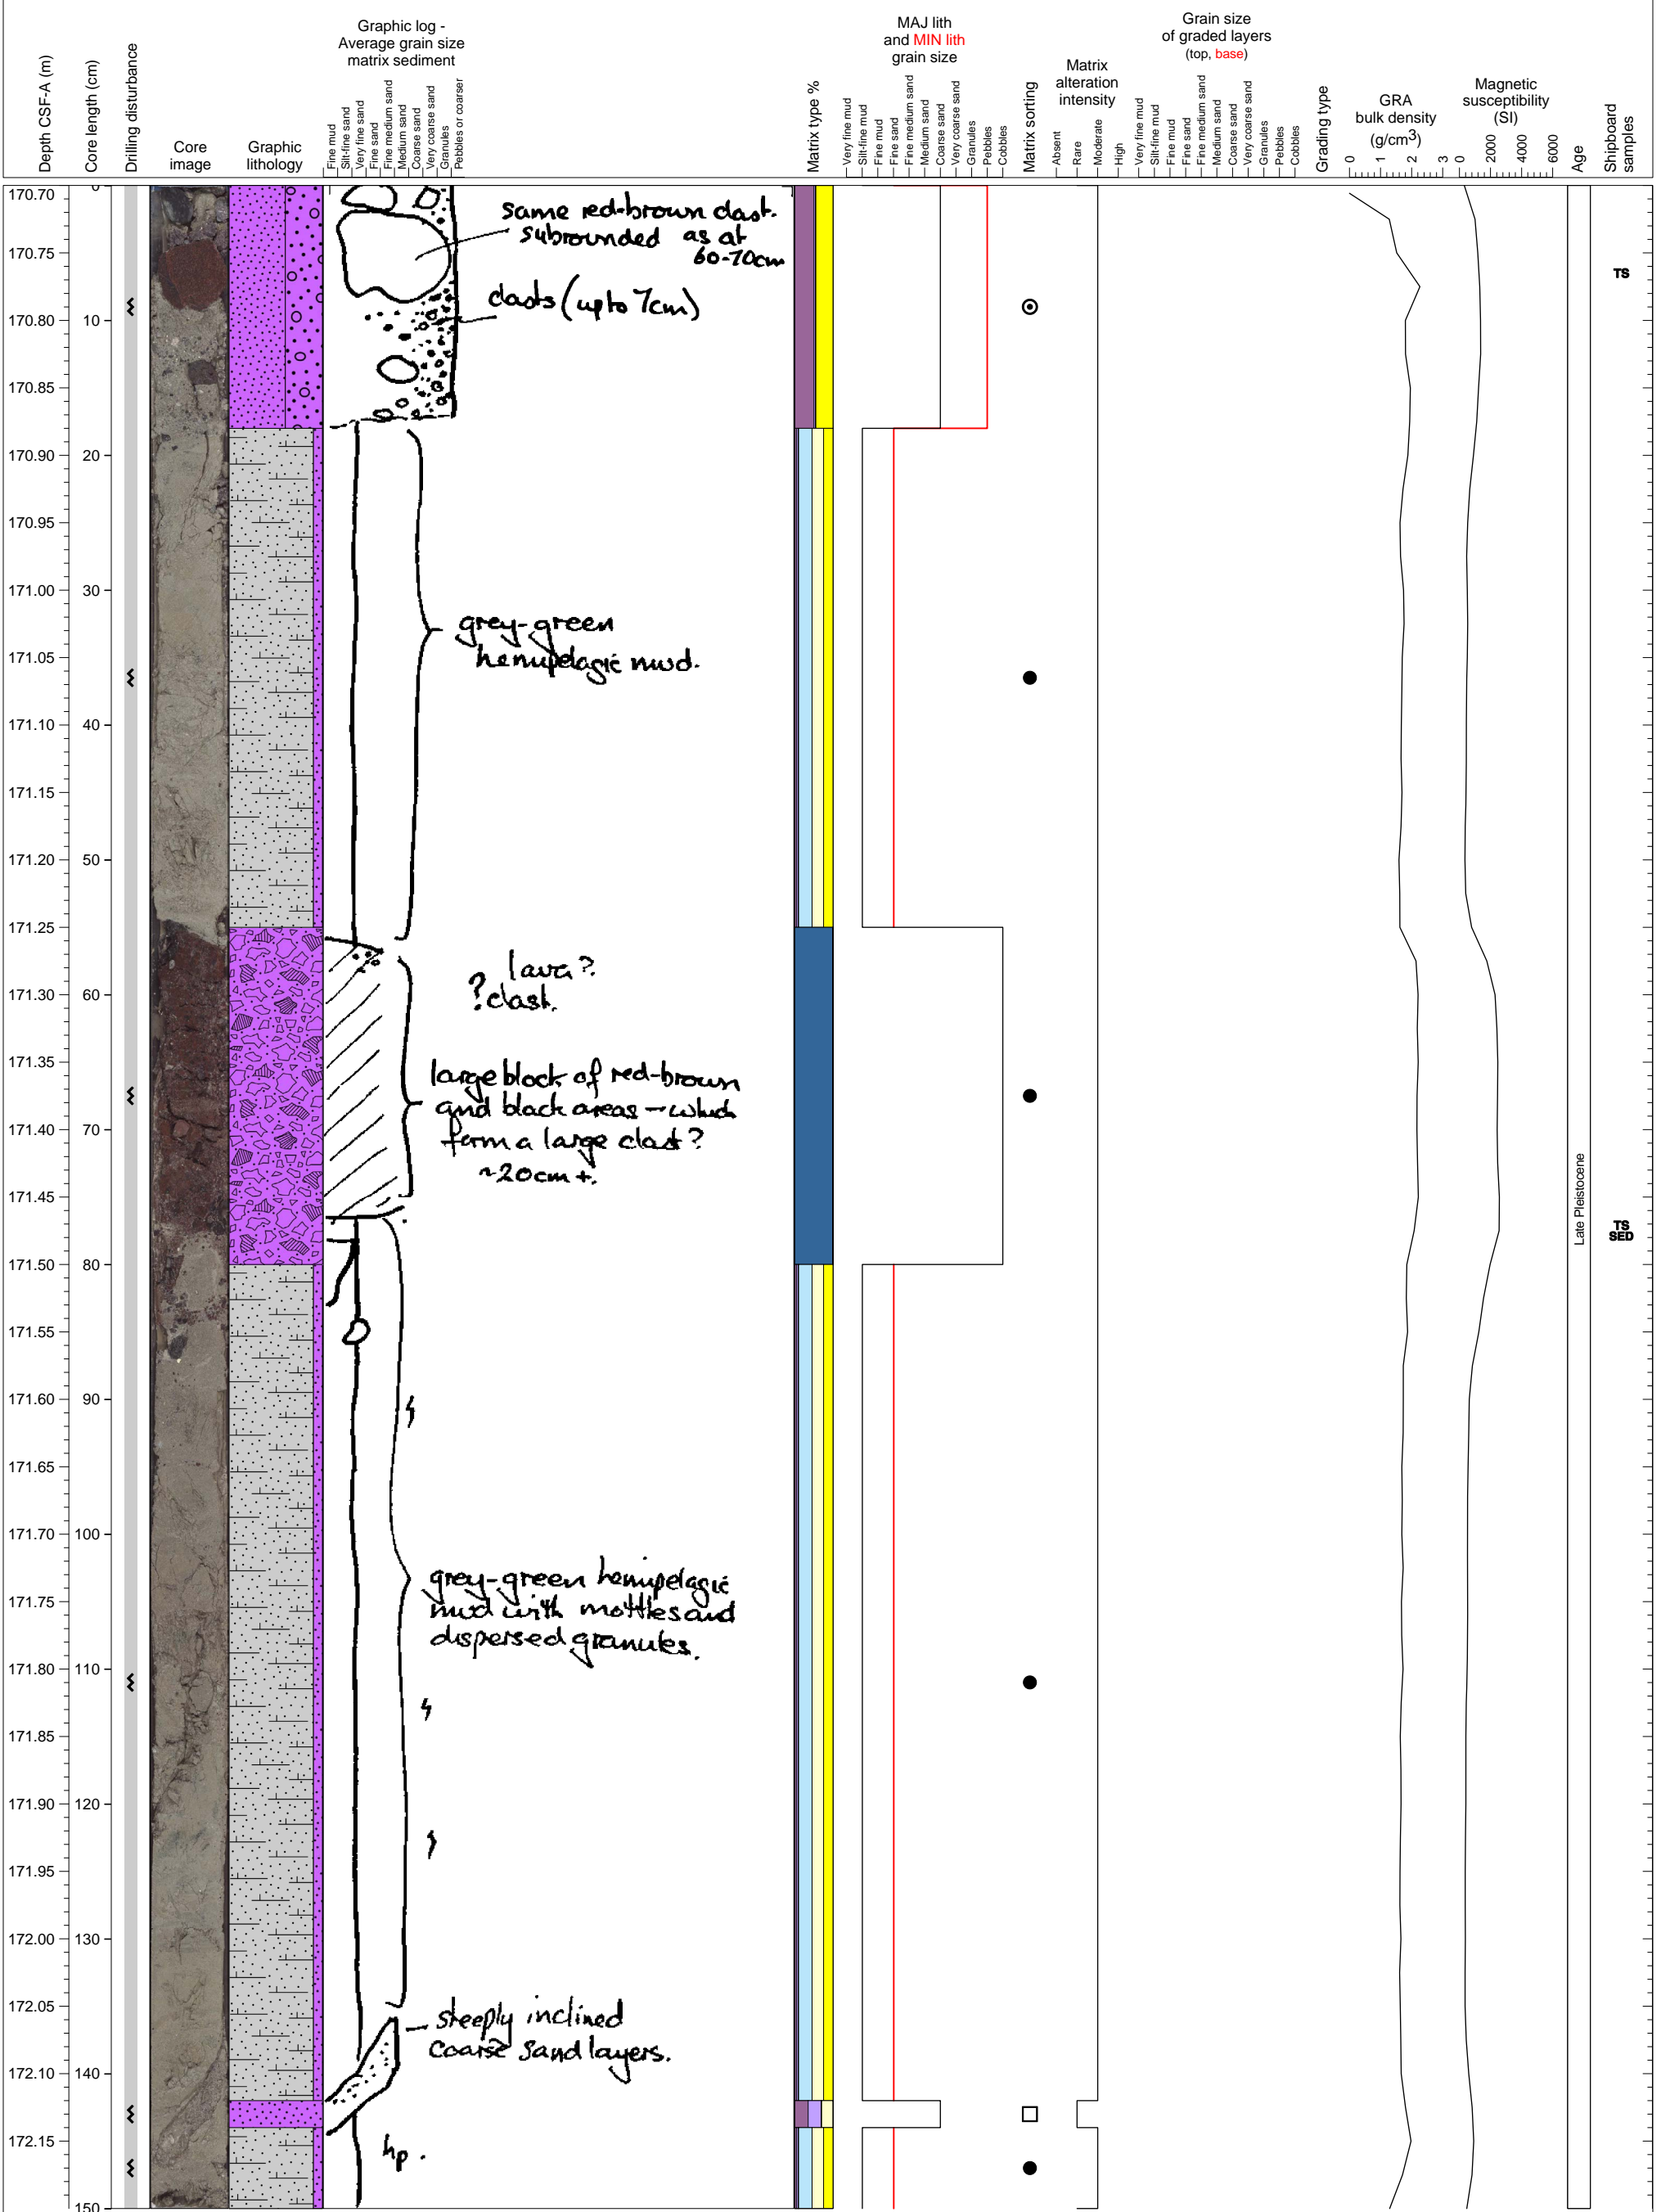 Depth CSF-A (m)
Core length (cm)
Drilling disturbance
Core
image
Graphic
lithology
Graphic log -
Average grain size
matrix sediment
Fine mud
Silt-fine sand
Very fine sand
Fine sand
Fine medium sand
Medium sand
Coarse sand
Very coarse sand
Granules
Pebbles or coarser
Matrix type %
MAJ lith
and MIN lith
grain size
Very fine mud
Silt-fine mud
Fine mud
Fine sand
Fine medium sand
Medium sand
Coarse sand
Very coarse sand
Granules
Pebbles
Cobbles
Matrix sorting
Matrix
alteration
intensity
Absent
Rare
Moderate
High
Grain size
of graded layers
(top, base)
Very fine mud
Silt-fine mud
Fine mud
Fine sand
Fine medium sand
Medium sand
Coarse sand
Very coarse sand
Granules
Pebbles
Cobbles
Grading type
GRA
bulk density
(g/cm3)
0 1 2 3
Magnetic
susceptibility
(SI)
0 2000 4000 6000
Age
Shipboard
samples
170.70 0
170.75
170.80 10
170.85
170.90 20
170.95
171.00 30
171.05
171.10 40
171.15
171.20 50
171.25
171.30 60
171.35
171.40 70
171.45
171.50 80
171.55
171.60 90
171.65
171.70 100
171.75
171.80 110
171.85
171.90 120
171.95
172.00 130
172.05
172.10 140
172.15
150
same red-brown clast.
subrounded as at
60-70cm
clasts (up to 7cm)
grey-green
hemipelagic mud.
lava?
? clast.
large block of red-brown
and black areas - which
form a large clast?
~20cm +.
grey-green hemipelagic
mud with mottles and
dispersed granules.
steeply inclined
coarse sand layers.
hp.
Late Pleistocene
TS
TS
SED